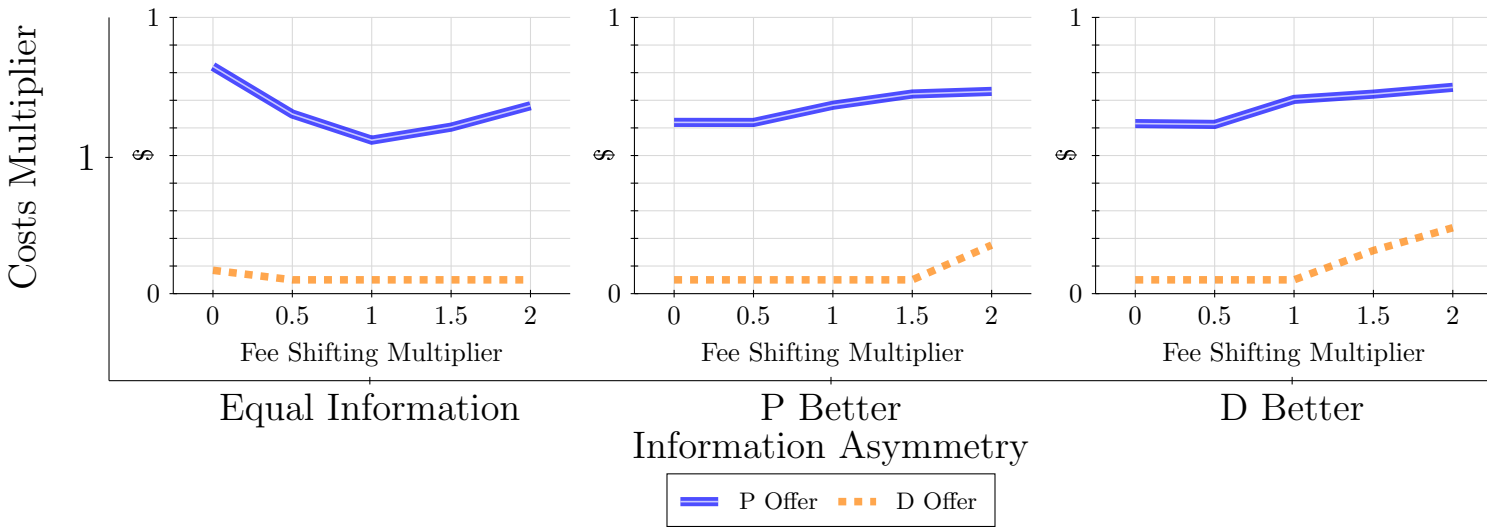 Costs Multiplier
1
1
$
0
0 0.5 1 1.5 2
Fee Shifting Multiplier
1
$
0
0 0.5 1 1.5 2
Fee Shifting Multiplier
1
$
0
0 0.5 1 1.5 2
Fee Shifting Multiplier
Equal Information P Better D Better
Information Asymmetry
P Offer D Offer